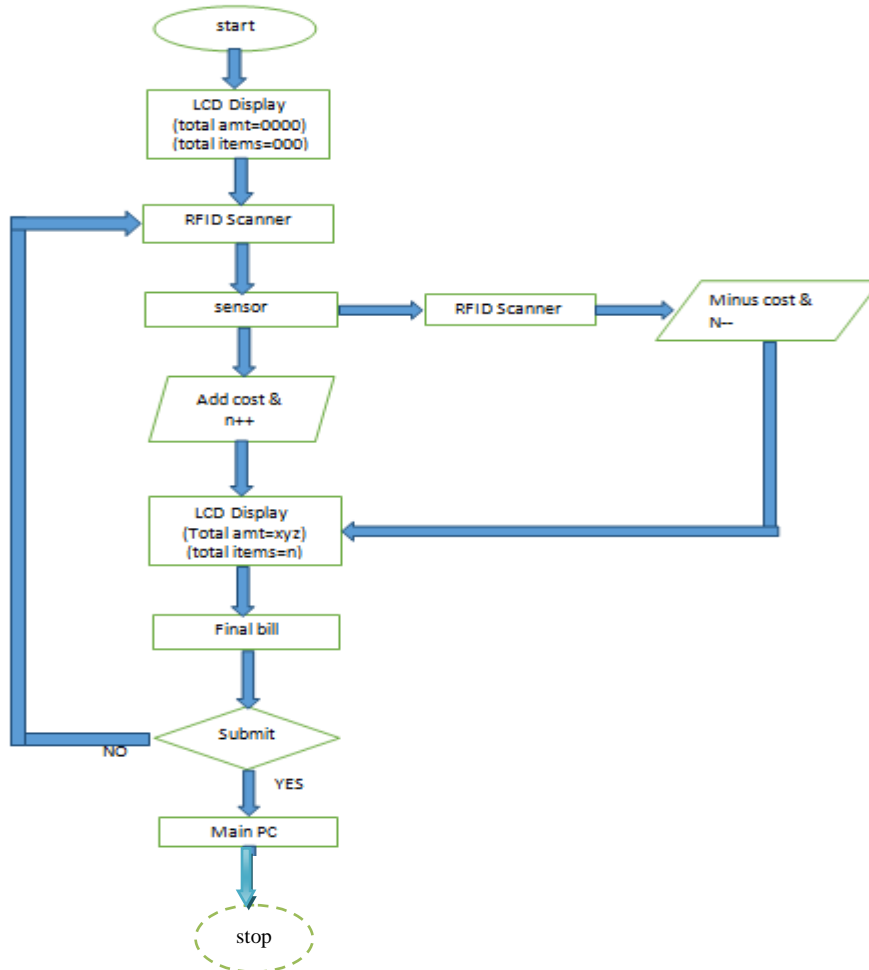 start
LCD Display
(total amt=0000)
(total items=000)
RFID Scanner
sensor
RFID Scanner
Minus cost &
N--
Add cost &
n++
LCD Display
(Total amt=xyz)
(total items=n)
Final bill
Submit
NO
YES
Main PC
stop